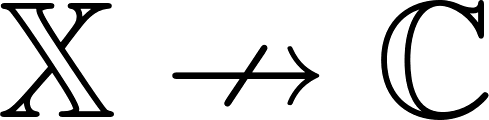 𝕏 ↛ ℂ